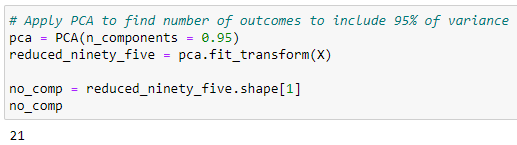 # Apply PCA to find number of outcomes to include 95% of variance
pca = PCA(n_components = 0.95)
reduced_ninety_five = pca.fit_transform(X)
no_comp = reduced_ninety_five.shape[1]
no_comp
21